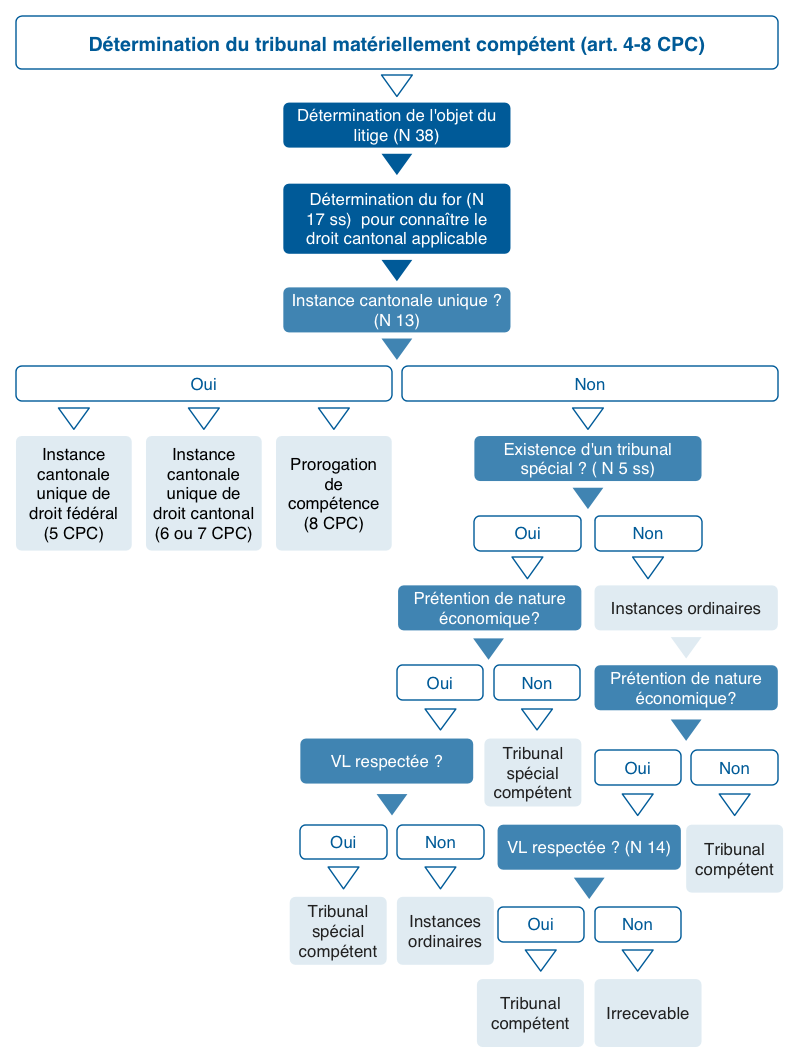 Détermination du tribunal matériellement compétent (art. 4-8 CPC)
Détermination de l'objet du
litige (N 38)
Détermination du for (N
17 ss) pour connaître le
droit cantonal applicable
Instance cantonale unique ?
(N 13)
Oui
Non
Instance
cantonale
unique de
droit fédéral
(5 CPC)
Instance
cantonale
unique de
droit cantonal
(6 ou 7 CPC)
Prorogation
de
compétence
(8 CPC)
Existence d'un tribunal
spécial ? ( N 5 ss)
Oui
Non
Prétention de nature
économique?
Instances ordinaires
Oui
Non
Prétention de nature
économique?
VL respectée ?
Tribunal
spécial
compétent
Oui
Non
Oui
Non
VL respectée ? (N 14)
Tribunal
compétent
Tribunal
spécial
compétent
Instances
ordinaires
Oui
Non
Tribunal
compétent
Irrecevable